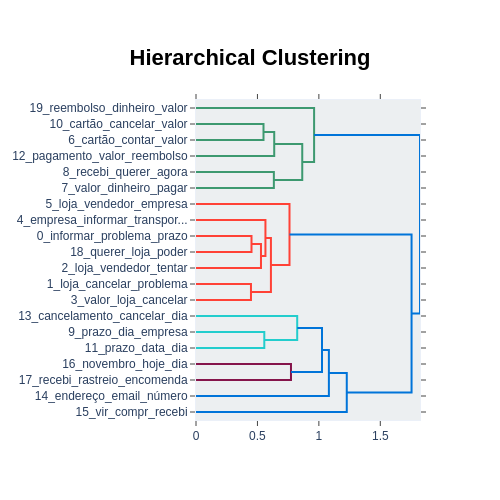 Hierarchical Clustering
19_reembolso_dinheiro_valor
10_cartão_cancelar_valor
6_cartão_contar_valor
12_pagamento_valor_reembolso
8_recebi_querer_agora
7_valor_dinheiro_pagar
5_loja_vendedor_empresa
4_empresa_informar_transpor...
0_informar_problema_prazo
18_querer_loja_poder
2_loja_vendedor_tentar
1_loja_cancelar_problema
3_valor_loja_cancelar
13_cancelamento_cancelar_dia
9_prazo_dia_empresa
11_prazo_data_dia
16_novembro_hoje_dia
17_recebi_rastreio_encomenda
14_endereço_email_número
15_vir_compr_recebi
0 0.5 1 1.5